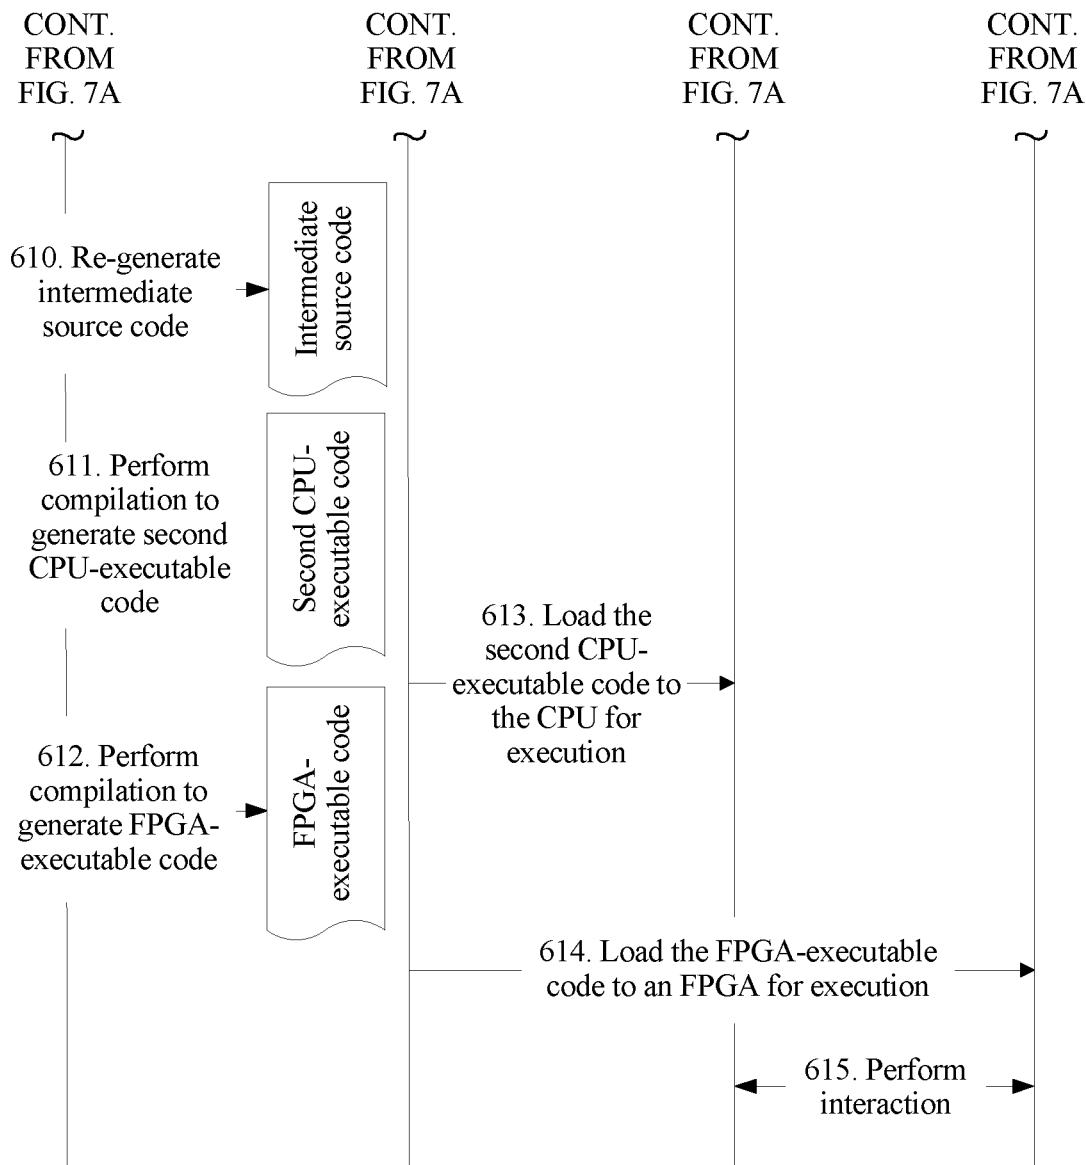 CONT.
FROM
FIG. 7A
CONT.
FROM
FIG. 7A
CONT.
FROM
FIG. 7A
CONT.
FROM
FIG. 7A
610. Re-generate
intermediate
source code
Intermediate
source code
611. Perform
compilation to
generate second
CPU-executable
code
Second CPU-
executable code
613. Load the
second CPU-
executable code to
the CPU for
execution
612. Perform
compilation to
generate FPGA-
executable code
FPGA-
executable code
614. Load the FPGA-executable
code to an FPGA for execution
615. Perform
interaction